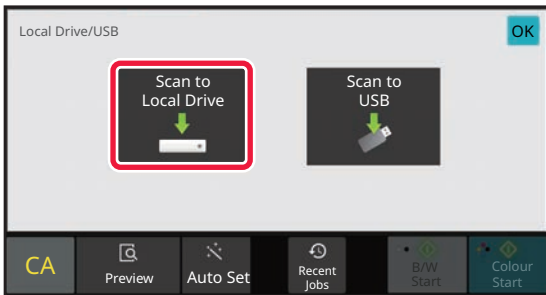 Local Drive/USB
OK
Scan to
Local Drive
Scan to
USB
CA
Preview
Auto Set
Recent
Jobs
B/W
Start
Colour
Start